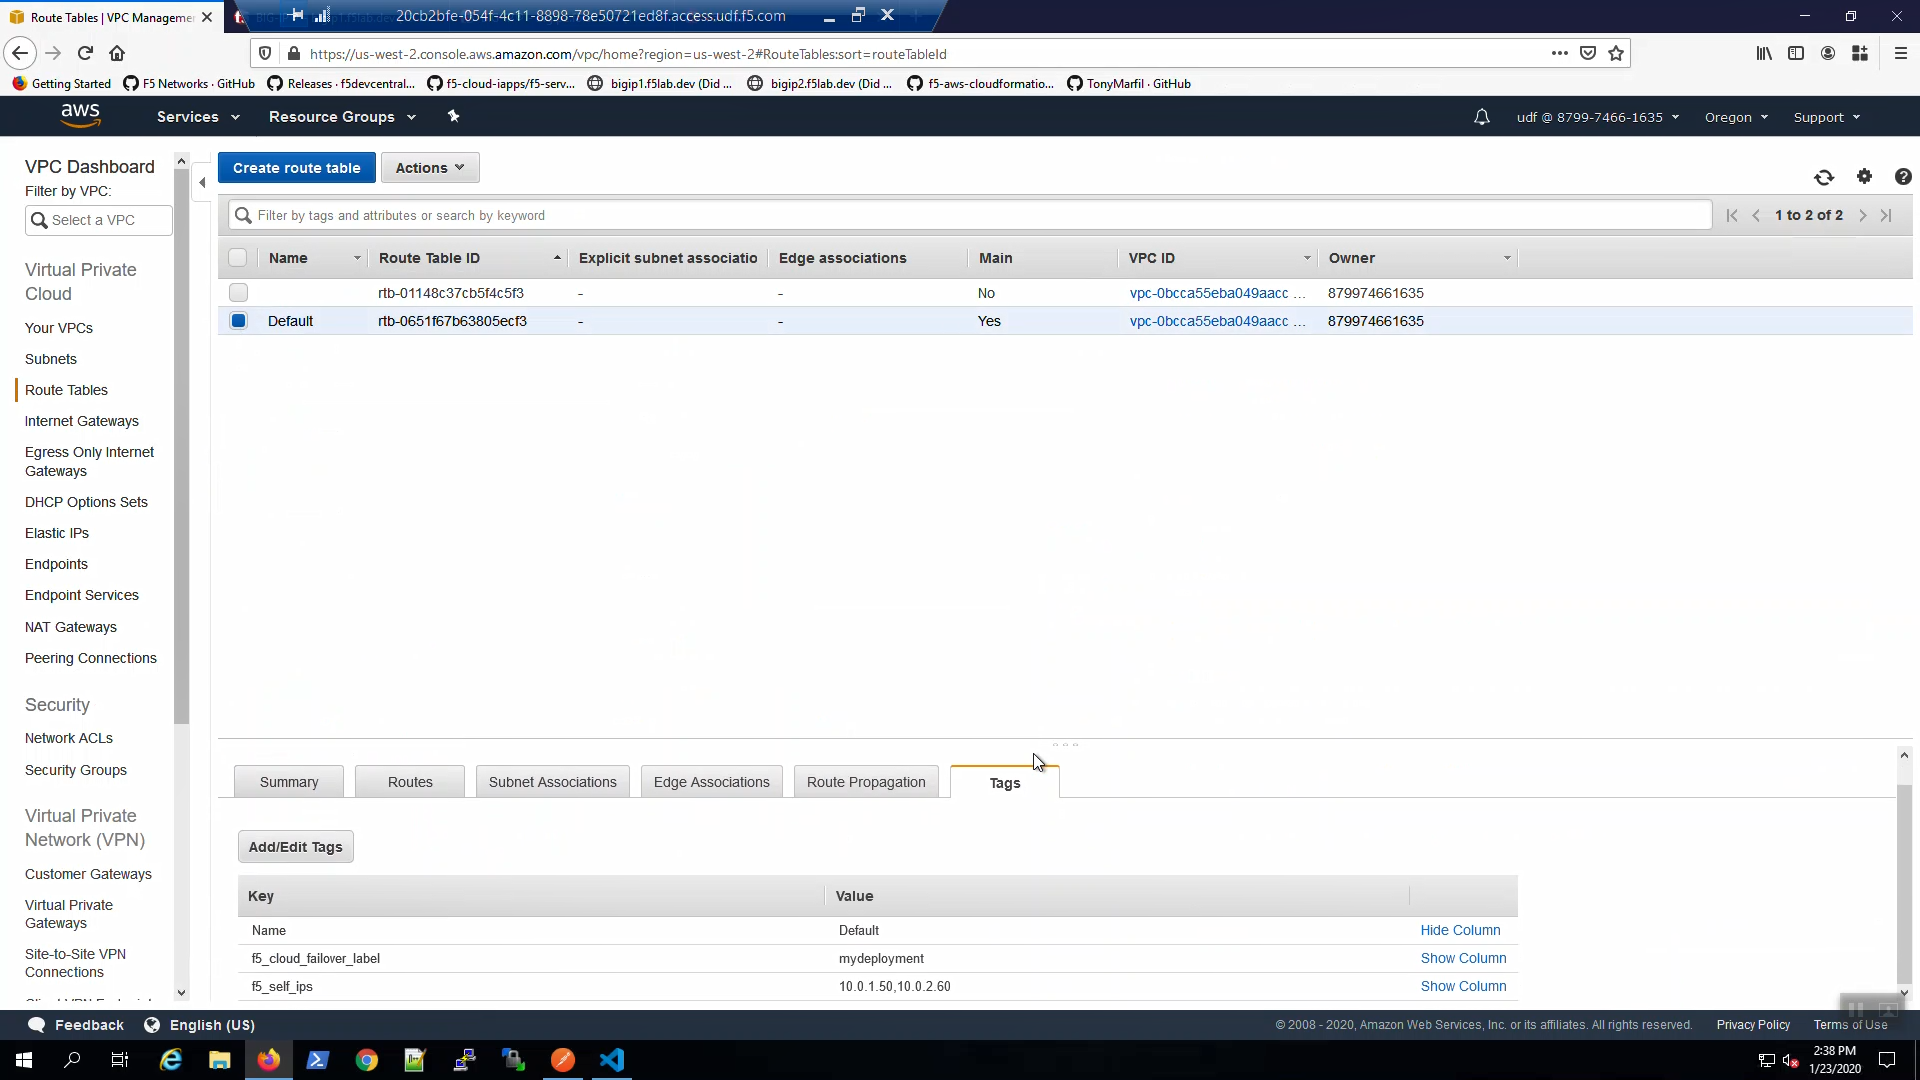 Route Tables | VPC Manageme
20cb2bfe-054f-4c11-8898-78e50721ed8f.access.udf.f5.com
https://us-west-2.console.aws.amazon.com/vpc/home?region=us-west-2#RouteTables:sort=routeTableId
Getting Started F5 Networks · GitHub Releases · f5devcentral... f5-cloud-iapps/f5-serv... bigip1.f5lab.dev (Did ... bigip2.f5lab.dev (Did ... f5-aws-cloudformatio... TonyMarfil · GitHub
aws Services Resource Groups udf @ 8799-7466-1635 Oregon Support
VPC Dashboard
Filter by VPC:
Select a VPC
Virtual Private
Cloud
Your VPCs
Subnets
Route Tables
Internet Gateways
Egress Only Internet
Gateways
DHCP Options Sets
Elastic IPs
Endpoints
Endpoint Services
NAT Gateways
Peering Connections
Security
Network ACLs
Security Groups
Virtual Private
Network (VPN)
Customer Gateways
Virtual Private
Gateways
Site-to-Site VPN
Connections
Create route table Actions
Filter by tags and attributes or search by keyword
1 to 2 of 2
Name Route Table ID Explicit subnet associatio Edge associations Main VPC ID Owner
rtb-01148c37cb5f4c5f3 - - No vpc-0bcca55eba049aacc ... 879974661635
Default rtb-0651f67b63805ecf3 - - Yes vpc-0bcca55eba049aacc ... 879974661635
Summary Routes Subnet Associations Edge Associations Route Propagation Tags
Add/Edit Tags
Key Value
Name Default Hide Column
f5_cloud_failover_label mydeployment Show Column
f5_self_ips 10.0.1.50,10.0.2.60 Show Column
Feedback English (US) © 2008 - 2020, Amazon Web Services, Inc. or its affiliates. All rights reserved. Privacy Policy Terms of Use
2:38 PM
1/23/2020